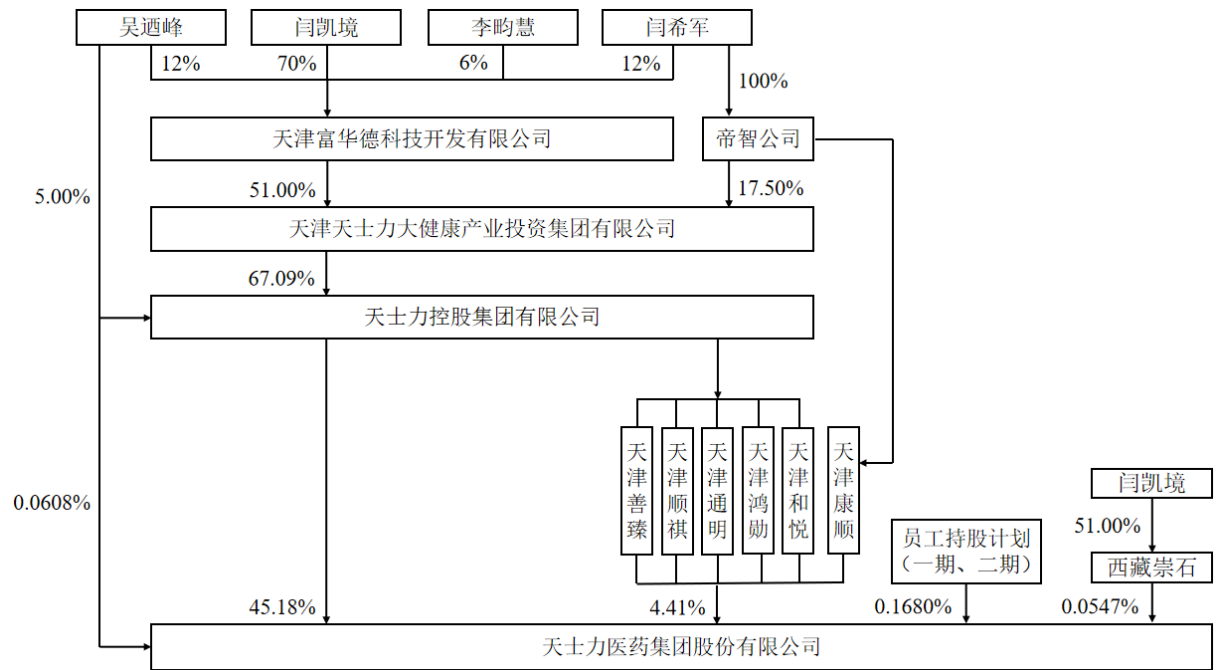 吴迺峰
闫凯境
李畇慧
闫希军
12%
70%
6%
12%
100%
天津富华德科技开发有限公司
帝智公司
5.00%
51.00%
17.50%
天津天士力大健康产业投资集团有限公司
67.09%
天士力控股集团有限公司
天津善臻
天津顺祺
天津通明
天津鸿勋
天津和悦
天津康顺
闫凯境
0.0608%
51.00%
员工持股计划
（一期、二期）
西藏崇石
45.18%
4.41%
0.1680%
0.0547%
天士力医药集团股份有限公司